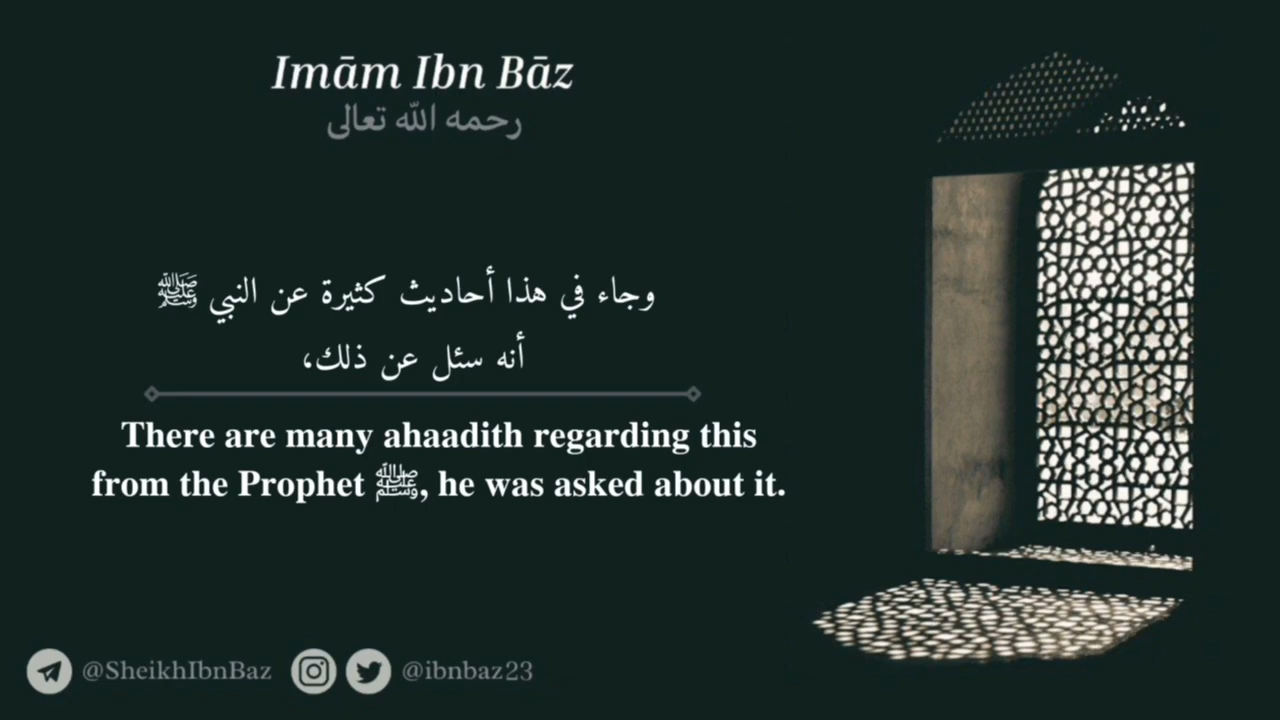 Imām Ibn Bāz
رحمه الله تعالى
وجاء في هذا أحاديث كثيرة عن النبي ﷺ
أنه سئل عن ذلك،
There are many ahaadith regarding this
from the Prophet ﷺ, he was asked about it.
@SheikhIbnBaz @ibnbaz23